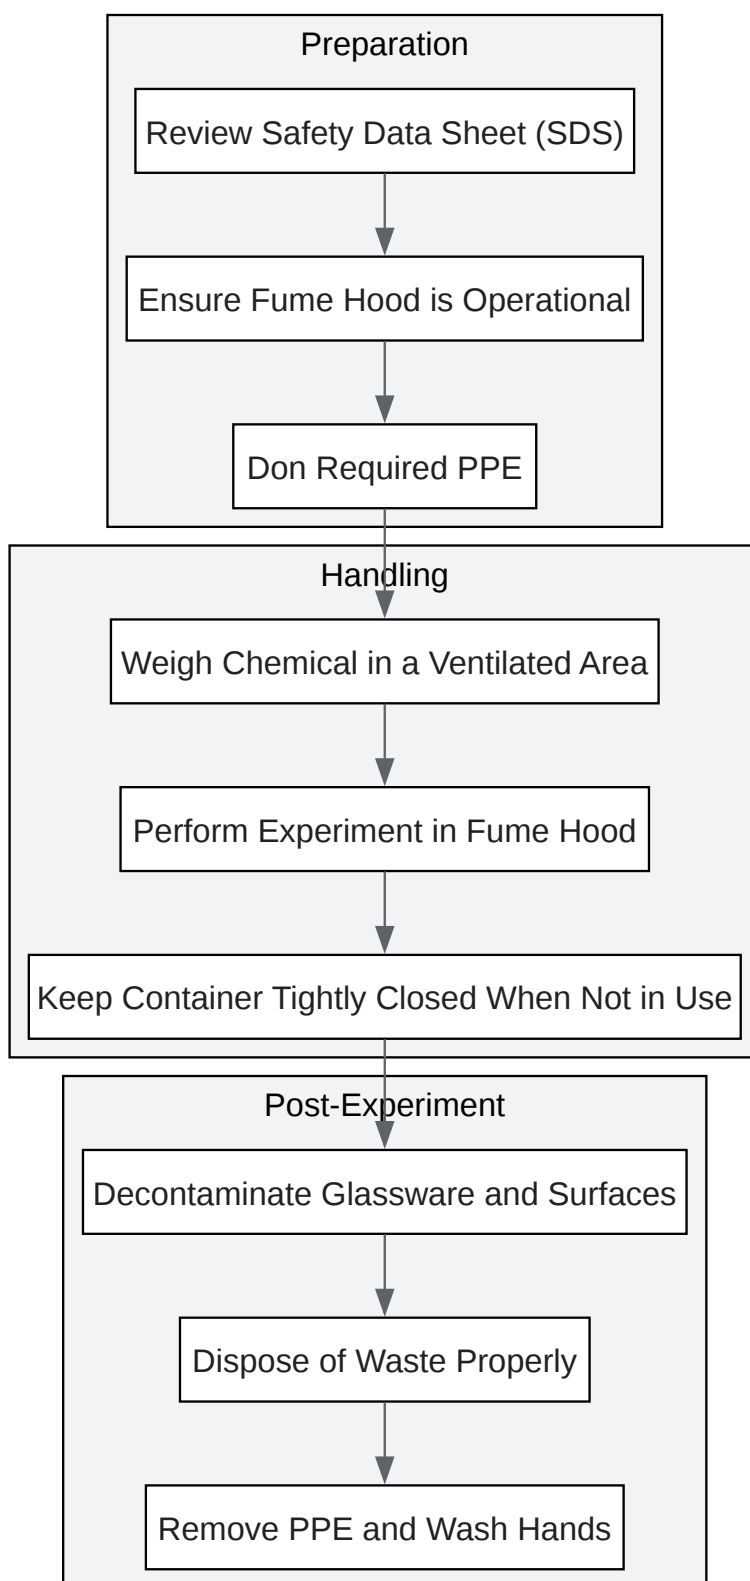 Preparation
Review Safety Data Sheet (SDS)
Ensure Fume Hood is Operational
Don Required PPE
Handling
Weigh Chemical in a Ventilated Area
Perform Experiment in Fume Hood
Keep Container Tightly Closed When Not in Use
Post-Experiment
Decontaminate Glassware and Surfaces
Dispose of Waste Properly
Remove PPE and Wash Hands